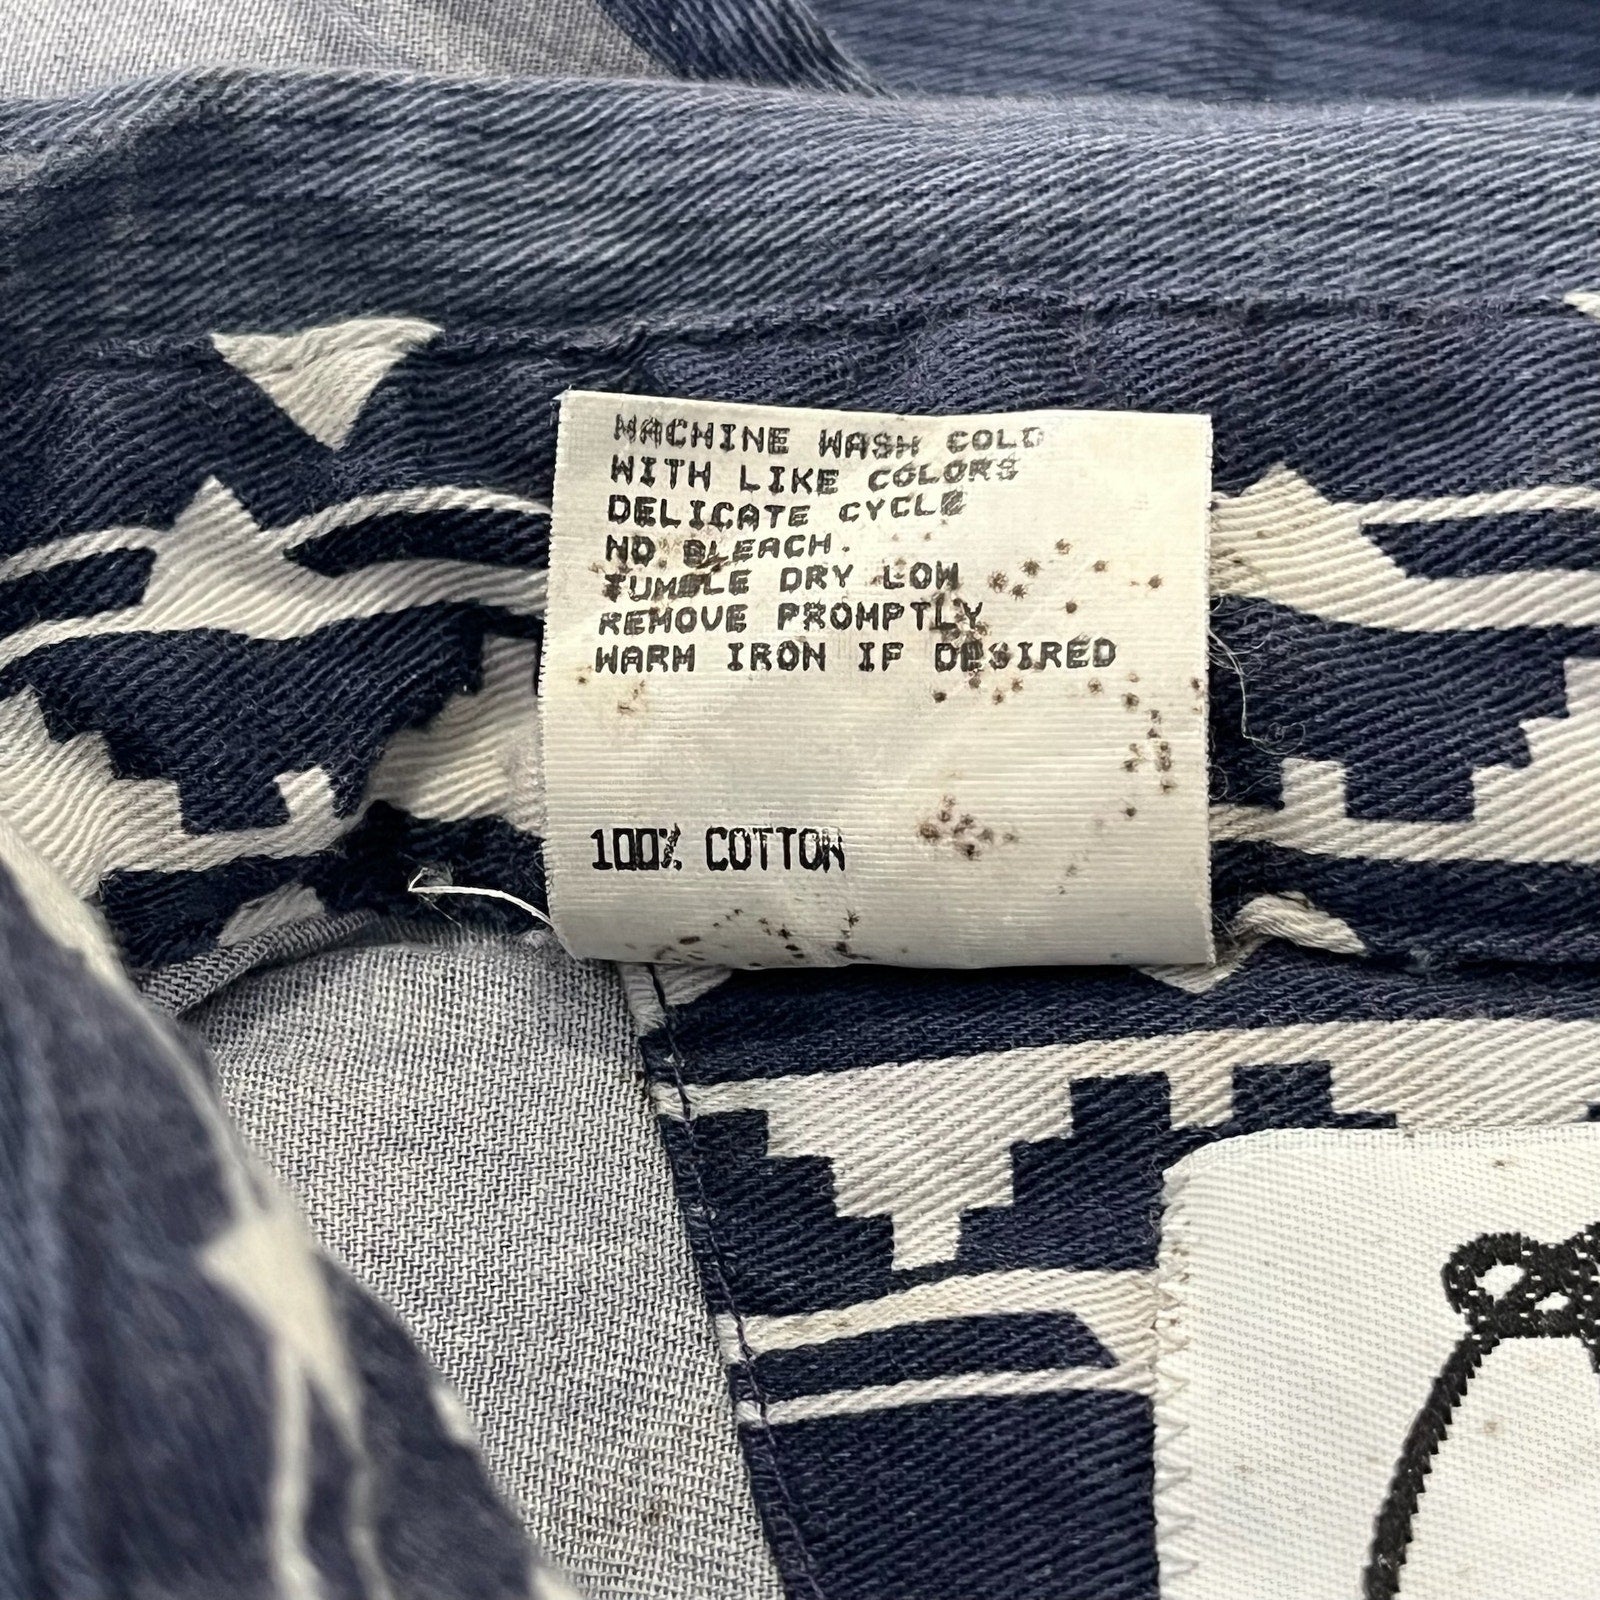 MACHINE WASH COLD
WITH LIKE COLORS
DELICATE CYCLE
NO BLEACH.
TUMBLE DRY LOW
REMOVE PROMPTLY
WARM IRON IF DESIRED
100% COTTON